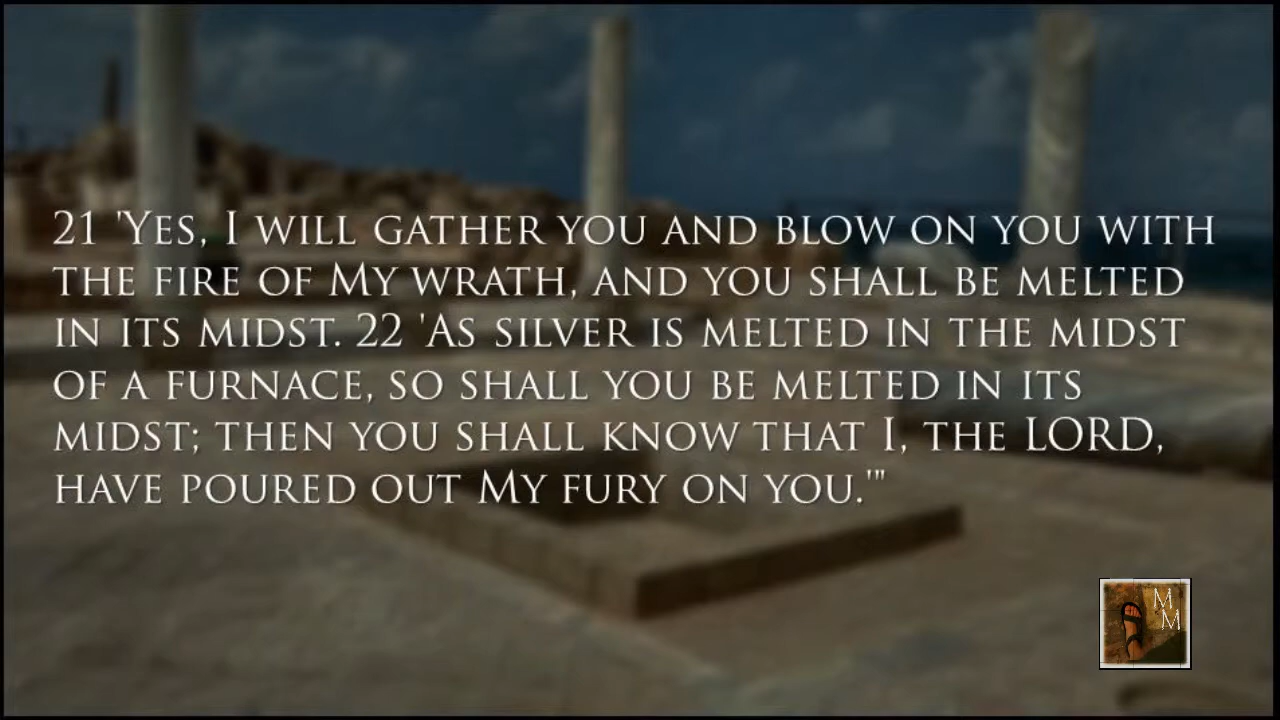 21 'Yes, I will gather you and blow on you with
the fire of My wrath, and you shall be melted
in its midst. 22 'As silver is melted in the midst
of a furnace, so shall you be melted in its
midst; then you shall know that I, the LORD,
have poured out My fury on you.'"
M
M